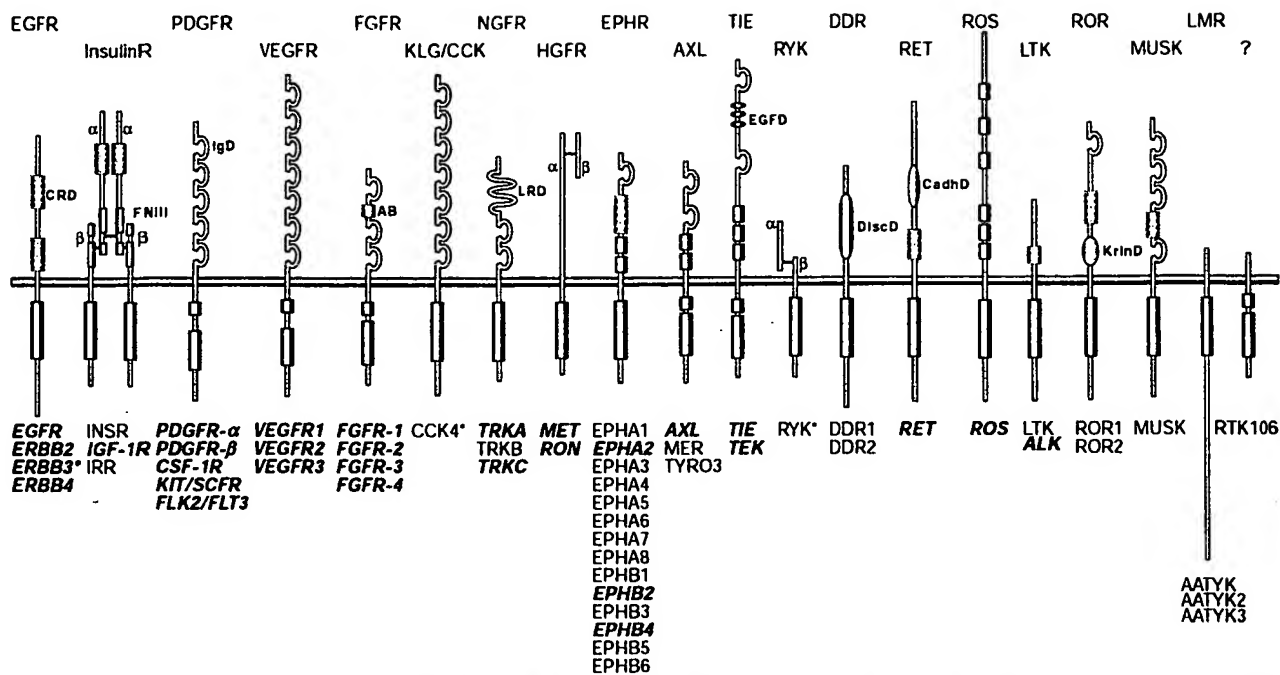 EGFR PDGFR FGFR NGFR EPHR TIE DDR ROS ROR LMR
InsulinR VEGFR KLG/CCK HGFR AXL RYK RET LTK MUSK ?
α α
EGFD
IgD
α β
CRD LRD CadhD
AB
FNIII α DiscD
β β KrinD
β
EGFR INSR PDGFR-α VEGFR1 FGFR-1 CCK4* TRKA MET EPHA1 AXL TIE RYK* DDR1 RET ROS LTK ROR1 MUSK RTK106
ERBB2 IGF-1R PDGFR-β VEGFR2 FGFR-2 TRKB RON EPHA2 MER TEK DDR2 ALK ROR2
ERBB3* IRR CSF-1R VEGFR3 FGFR-3 TRKC EPHA3 TYRO3
ERBB4 KIT/SCFR FGFR-4 EPHA4
FLK2/FLT3 EPHA5
EPHA6
EPHA7
EPHA8
EPHB1
EPHB2
EPHB3
EPHB4
EPHB5
EPHB6
AATYK
AATYK2
AATYK3